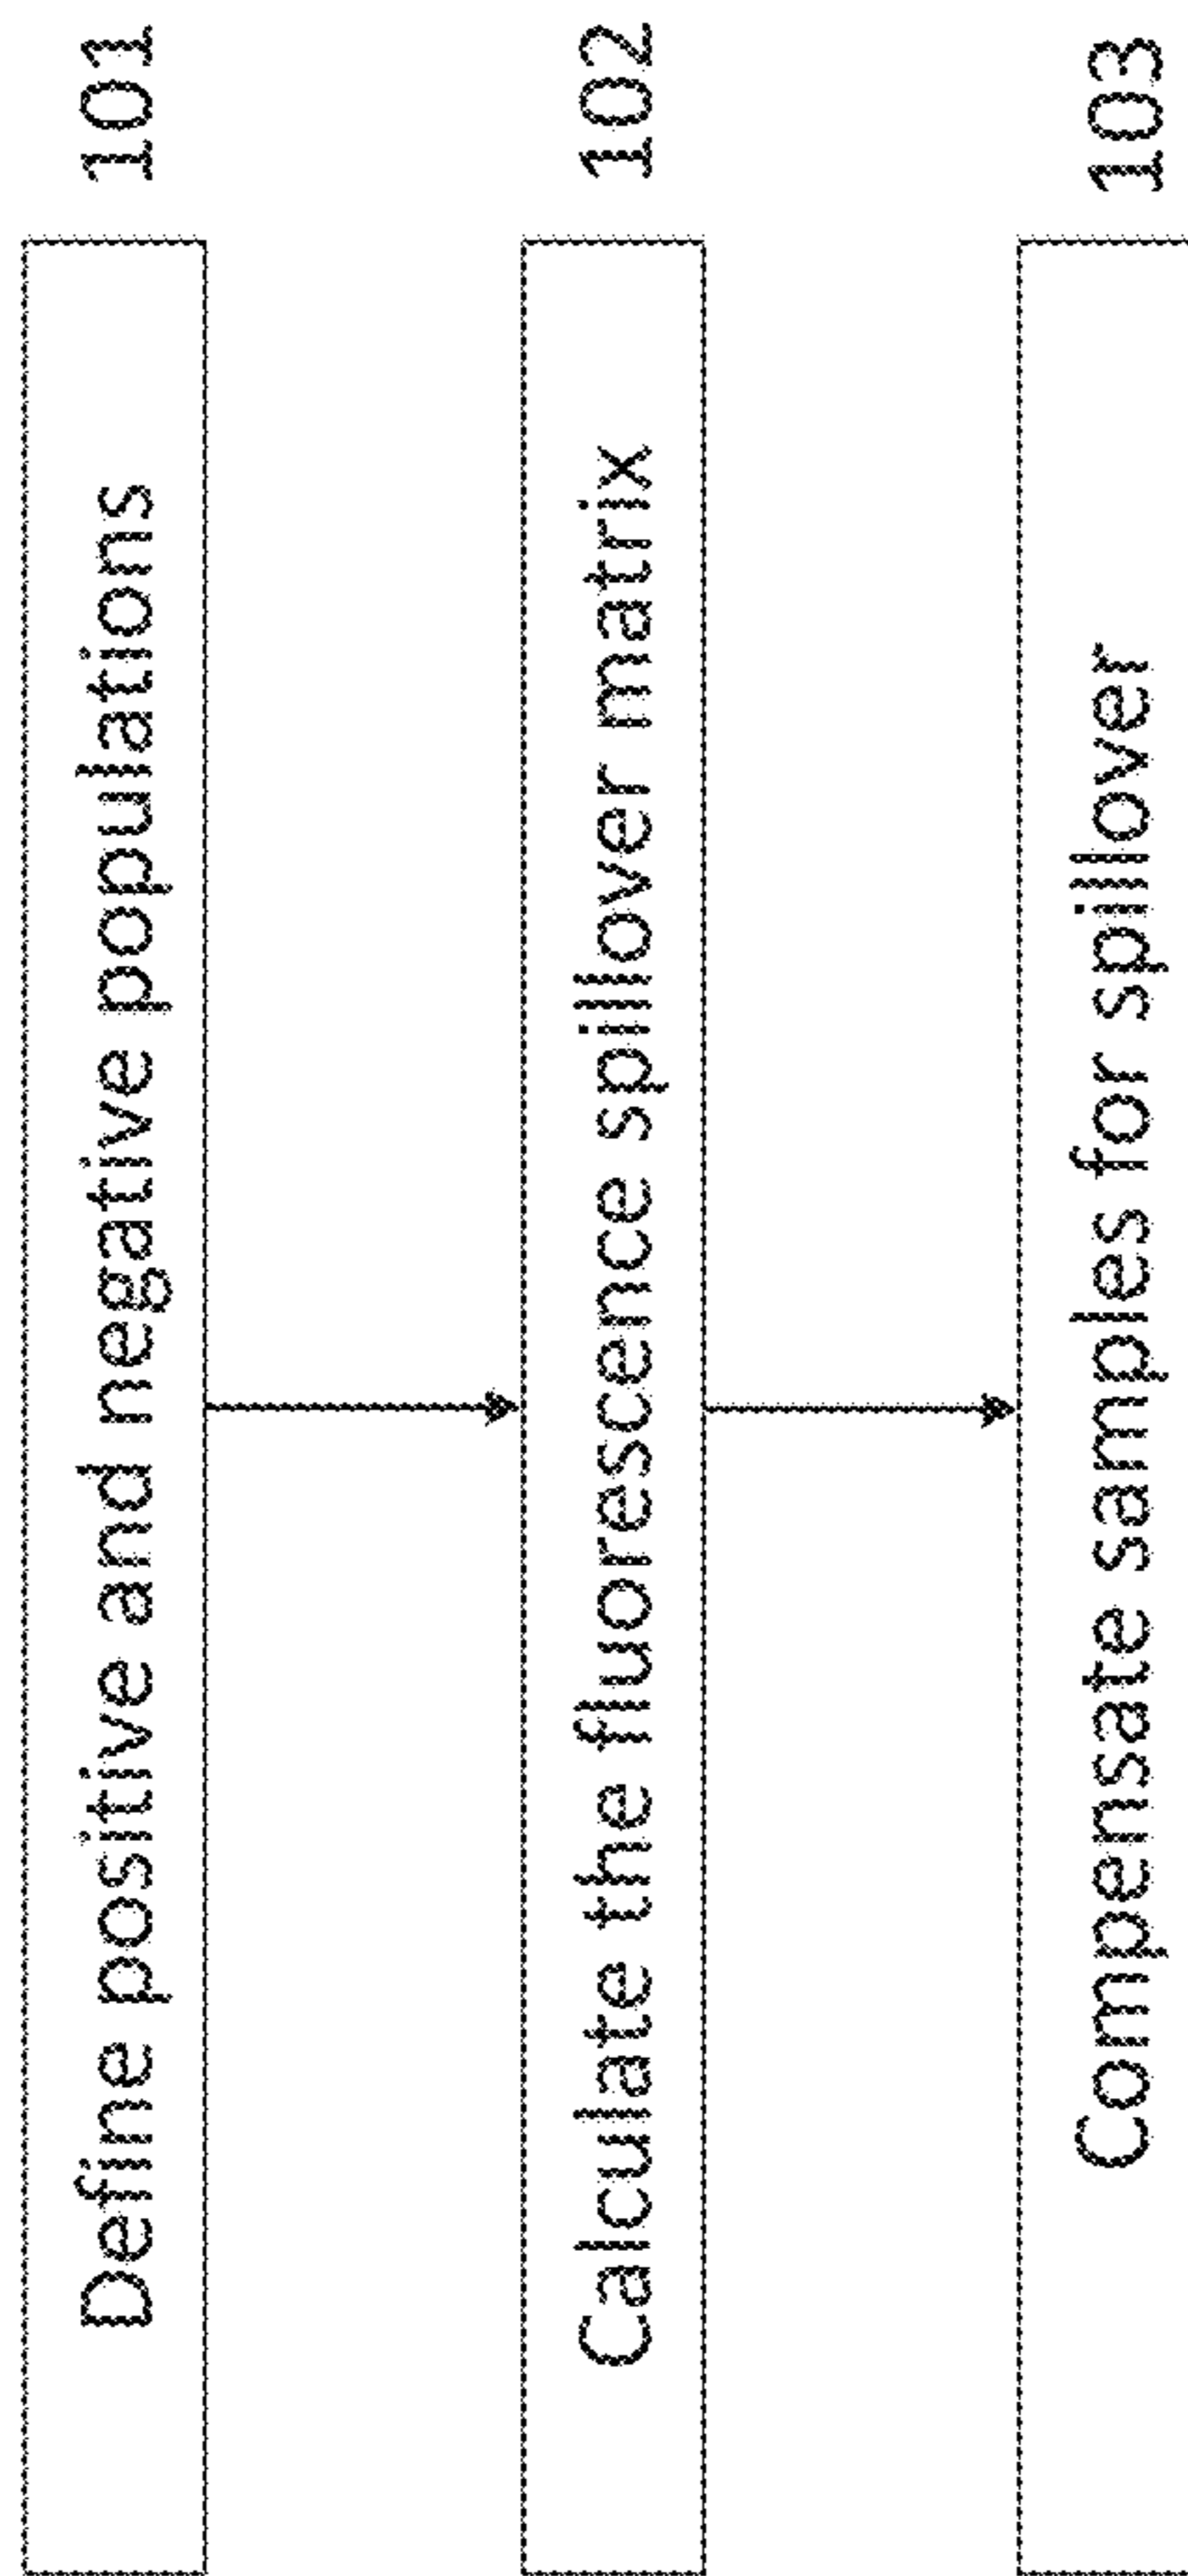 Define positive and negative populations 101
Calculate the fluorescence spillover matrix 102
Compensate samples for spillover 103